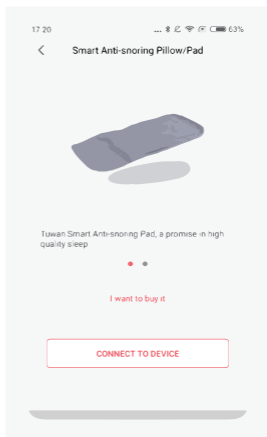 17 20 ... 63%
Smart Anti-snoring Pillow/Pad
Tuwan Smart Anti-snoring Pad, a promise in high
quality sleep
I want to buy it
CONNECT TO DEVICE